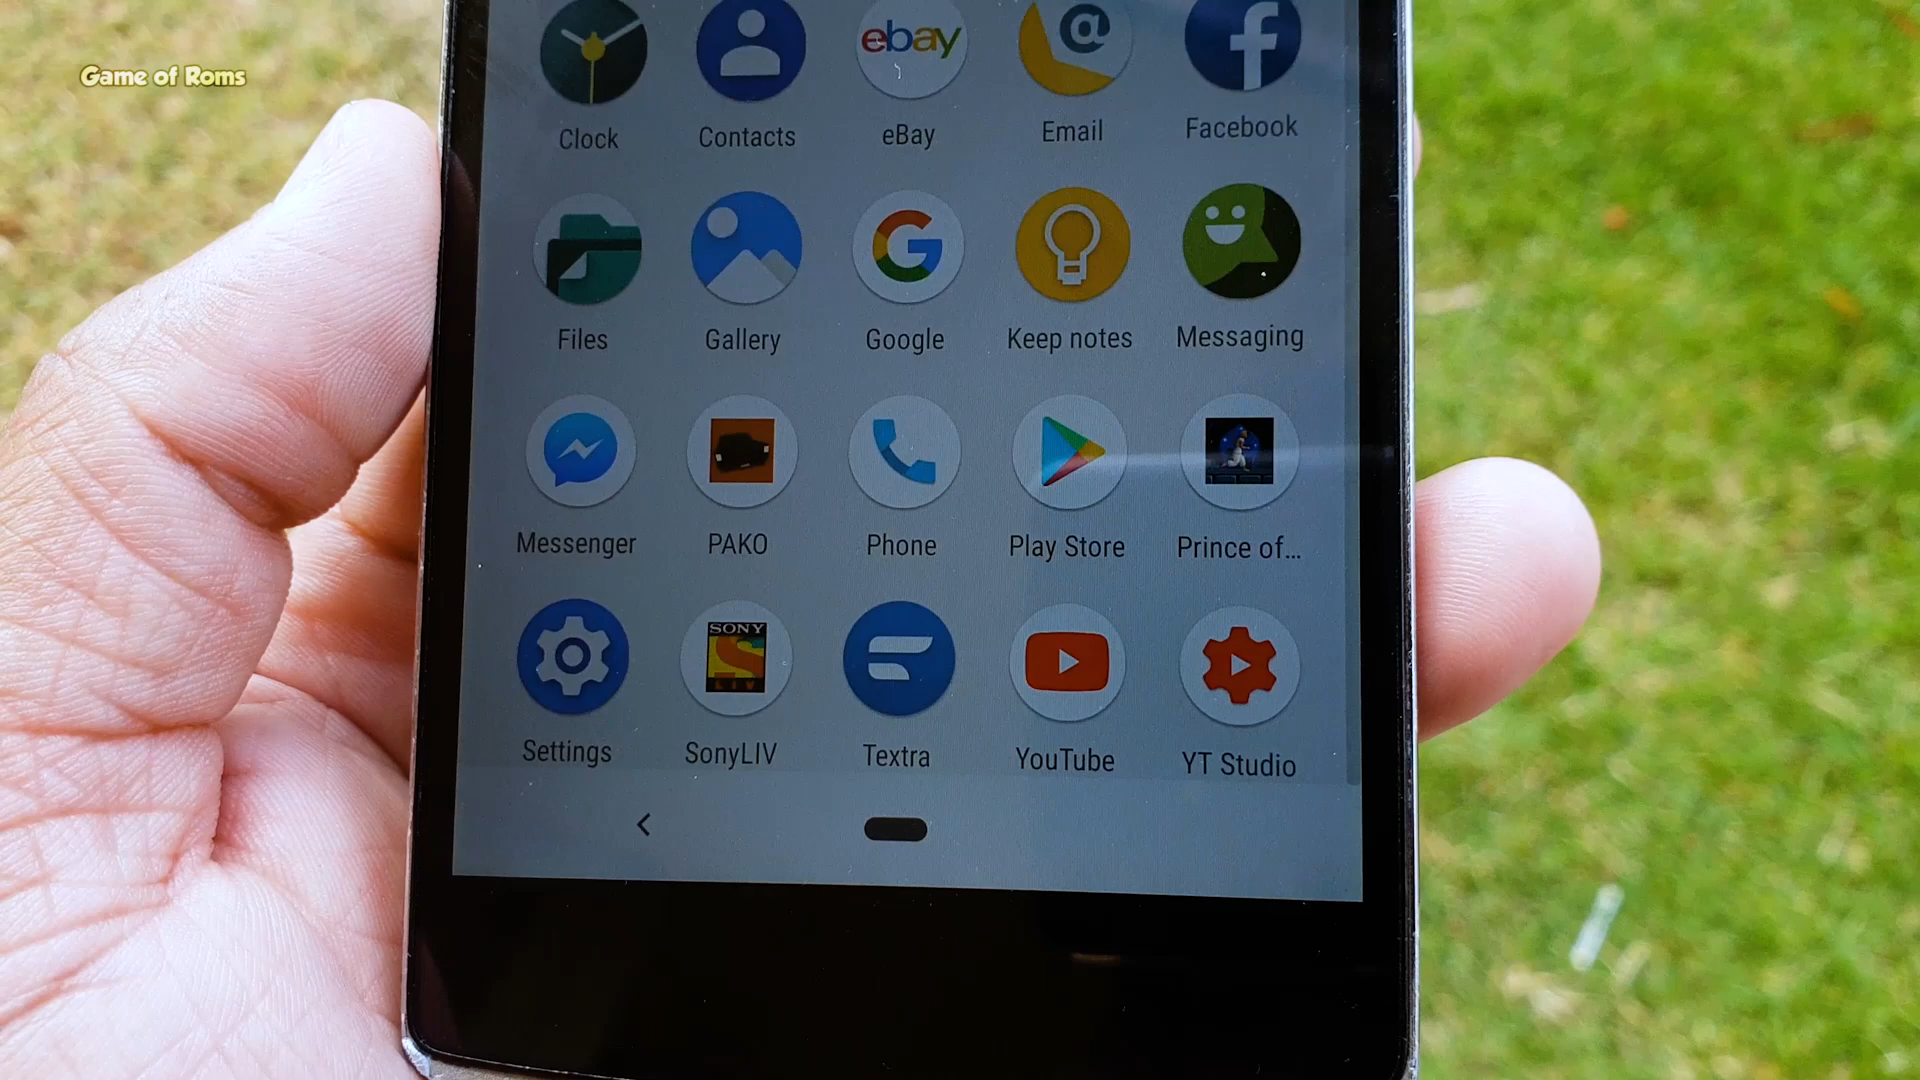 Game of Roms
ebay
@
f
Clock Contacts eBay Email Facebook
G
Files Gallery Google Keep notes Messaging
Messenger PAKO Phone Play Store Prince of...
SONY
S
LIV
Settings SonyLIV Textra YouTube YT Studio